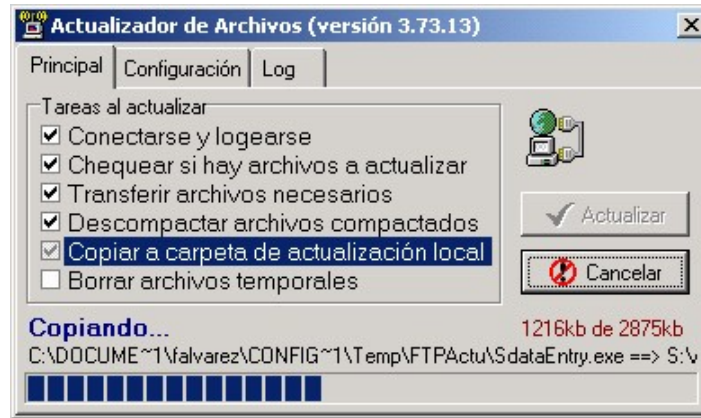 Actualizador de Archivos (versión 3.73.13)
Principal Configuración Log
Tareas al actualizar
Conectarse y logearse
Chequear si hay archivos a actualizar
Transferir archivos necesarios
Descompactar archivos compactados
Copiar a carpeta de actualización local
Borrar archivos temporales
Actualizar
Cancelar
Copiando...
1216kb de 2875kb
C:\DOCUME~1\falvarez\CONFIG~1\Temp\FTPActu\SdataEntry.exe ==> S:\